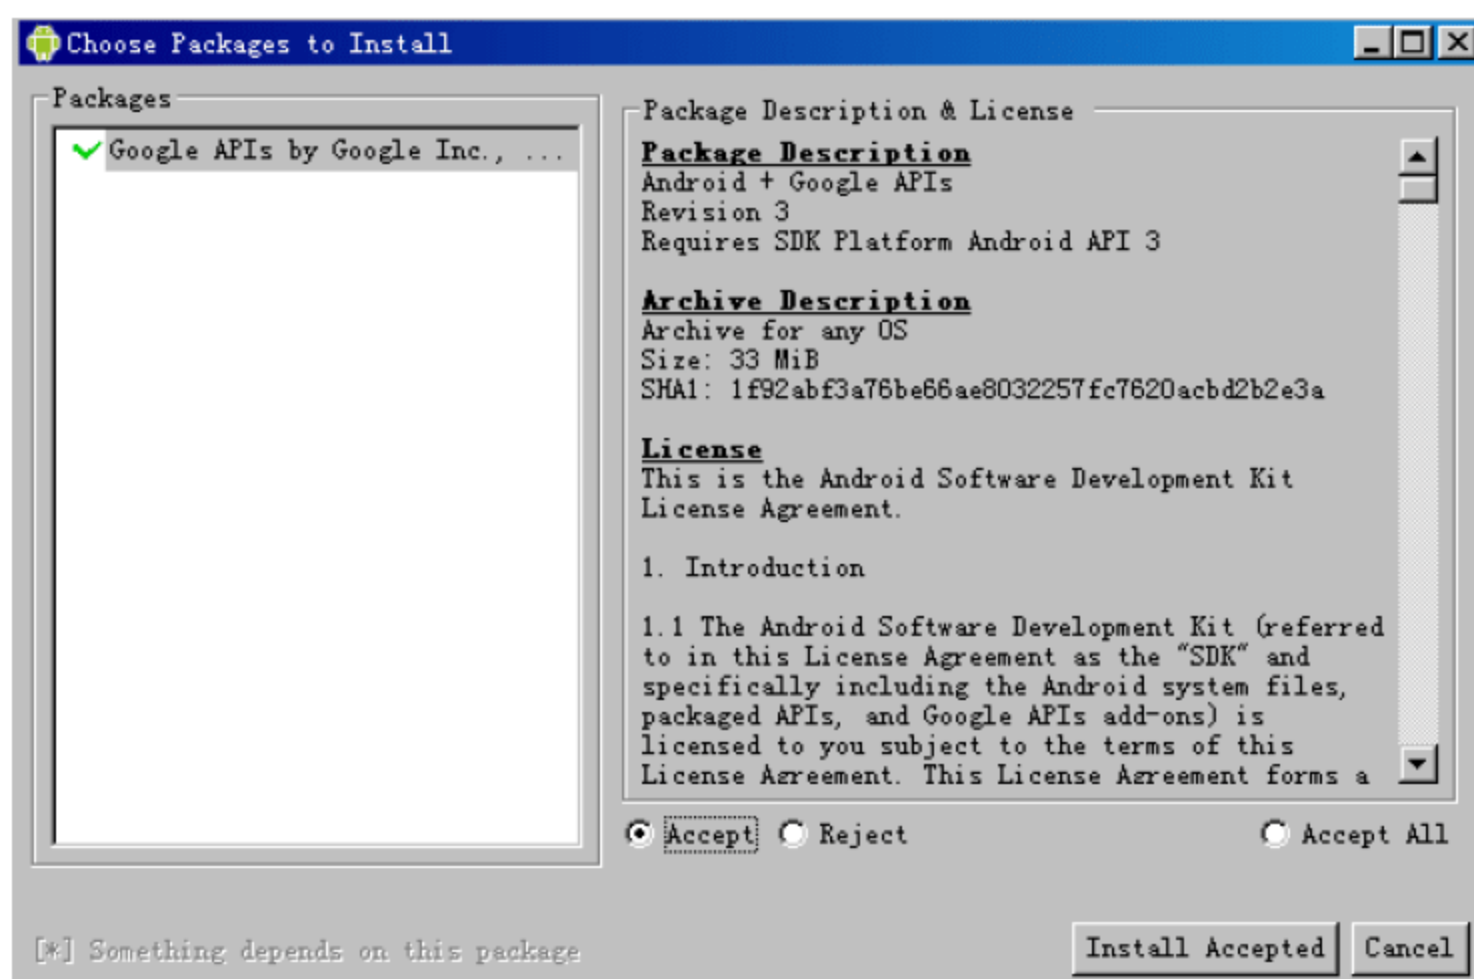 Choose Packages to Install
Packages
Google APIs by Google Inc., ...
Package Description & License
Package Description
Android + Google APIs
Revision 3
Requires SDK Platform Android API 3
Archive Description
Archive for any OS
Size: 33 MiB
SHA1: 1f92abf3a76be66ae8032257fc7620acbd2b2e3a
License
This is the Android Software Development Kit
License Agreement.
1. Introduction
1.1 The Android Software Development Kit (referred
to in this License Agreement as the "SDK" and
specifically including the Android system files,
packaged APIs, and Google APIs add-ons) is
licensed to you subject to the terms of this
License Agreement. This License Agreement forms a
Accept Reject Accept All
[*] Something depends on this package
Install Accepted Cancel